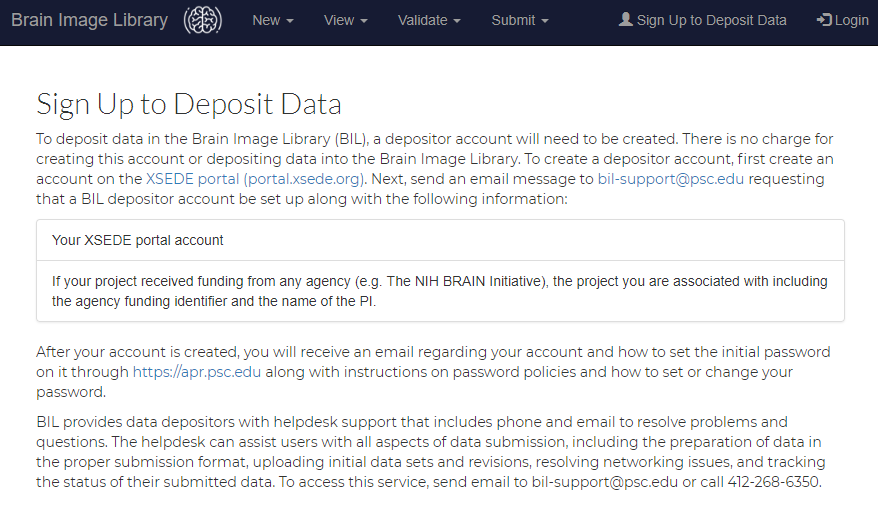 Brain Image Library New View Validate Submit Sign Up to Deposit Data Login
Sign Up to Deposit Data
To deposit data in the Brain Image Library (BIL), a depositor account will need to be created. There is no charge for
creating this account or depositing data into the Brain Image Library. To create a depositor account, first create an
account on the XSEDE portal (portal.xsede.org). Next, send an email message to bil-support@psc.edu requesting
that a BIL depositor account be set up along with the following information:
Your XSEDE portal account
If your project received funding from any agency (e.g. The NIH BRAIN Initiative), the project you are associated with including
the agency funding identifier and the name of the PI.
After your account is created, you will receive an email regarding your account and how to set the initial password
on it through https://apr.psc.edu along with instructions on password policies and how to set or change your
password.
BIL provides data depositors with helpdesk support that includes phone and email to resolve problems and
questions. The helpdesk can assist users with all aspects of data submission, including the preparation of data in
the proper submission format, uploading initial data sets and revisions, resolving networking issues, and tracking
the status of their submitted data. To access this service, send email to bil-support@psc.edu or call 412-268-6350.